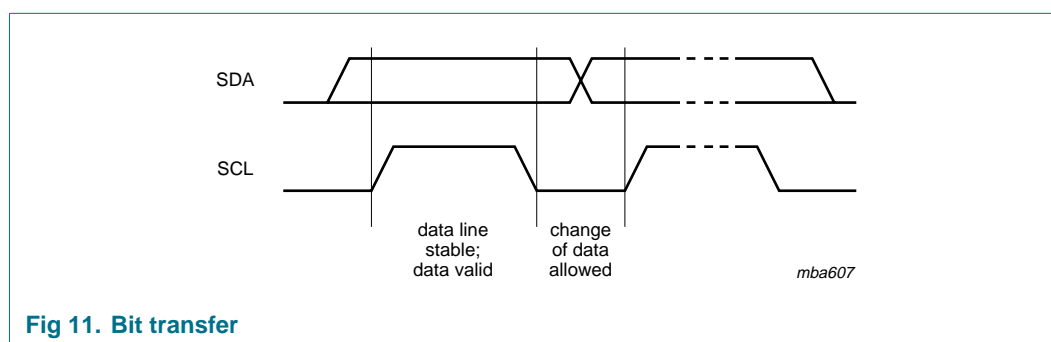 SDA
SCL
data line
stable;
data valid
change
of data
allowed
mba607
Fig 11. Bit transfer